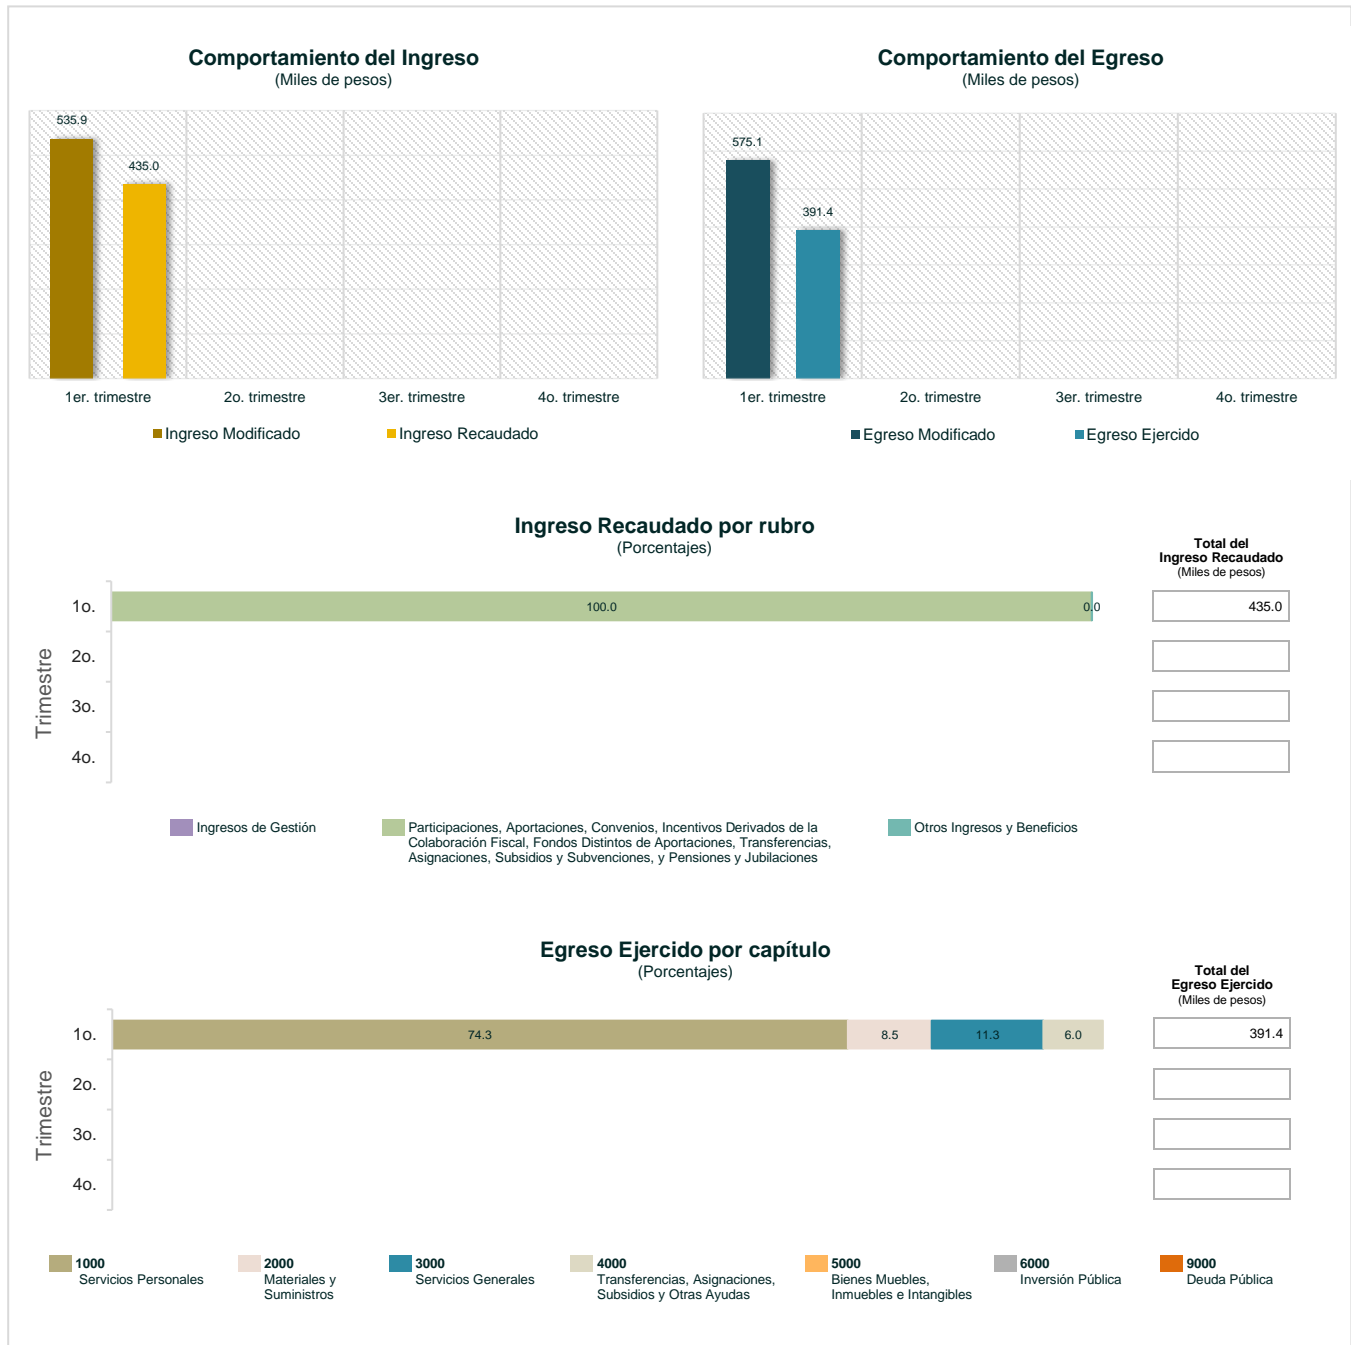 Comportamiento del Ingreso
(Miles de pesos)
535.9
435.0
1er. trimestre
2o. trimestre
3er. trimestre
4o. trimestre
Ingreso Modificado
Ingreso Recaudado
Comportamiento del Egreso
(Miles de pesos)
575.1
391.4
1er. trimestre
2o. trimestre
3er. trimestre
4o. trimestre
Egreso Modificado
Egreso Ejercido
Ingreso Recaudado por rubro
(Porcentajes)
Total del
Ingreso Recaudado
(Miles de pesos)
Trimestre
1o.
100.0
0.0
435.0
2o.
3o.
4o.
Ingresos de Gestión
Participaciones, Aportaciones, Convenios, Incentivos Derivados de la
Colaboración Fiscal, Fondos Distintos de Aportaciones, Transferencias,
Asignaciones, Subsidios y Subvenciones, y Pensiones y Jubilaciones
Otros Ingresos y Beneficios
Egreso Ejercido por capítulo
(Porcentajes)
Total del
Egreso Ejercido
(Miles de pesos)
Trimestre
1o.
74.3
8.5
11.3
6.0
391.4
2o.
3o.
4o.
1000
Servicios Personales
2000
Materiales y
Suministros
3000
Servicios Generales
4000
Transferencias, Asignaciones,
Subsidios y Otras Ayudas
5000
Bienes Muebles,
Inmuebles e Intangibles
6000
Inversión Pública
9000
Deuda Pública